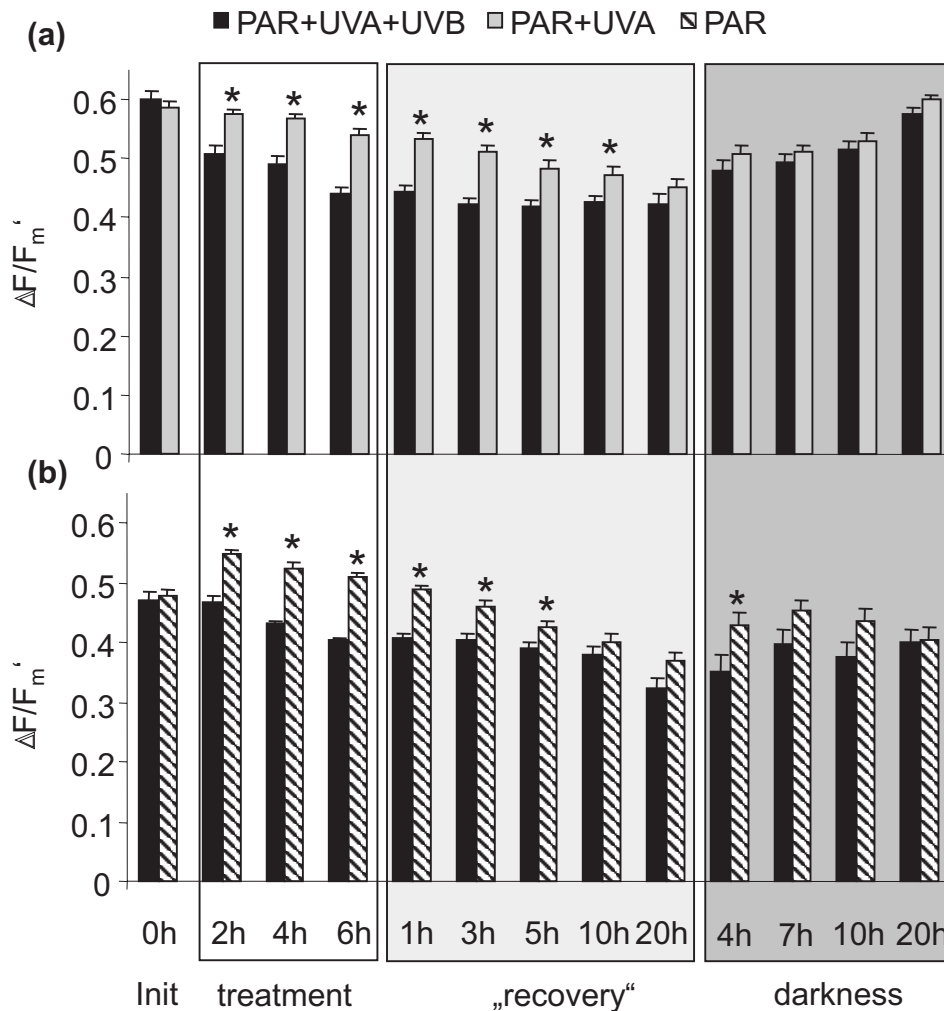 PAR+UVA+UVB PAR+UVA PAR
(a)
0.6
0.5
0.4
0.3
0.2
0.1
0
ΔF/Fm‘
* * * * * * *
(b)
0.6
0.5
0.4
0.3
0.2
0.1
0
ΔF/Fm‘
* * * * * * *
0h 2h 4h 6h 1h 3h 5h 10h 20h 4h 7h 10h 20h
Init treatment „recovery“ darkness